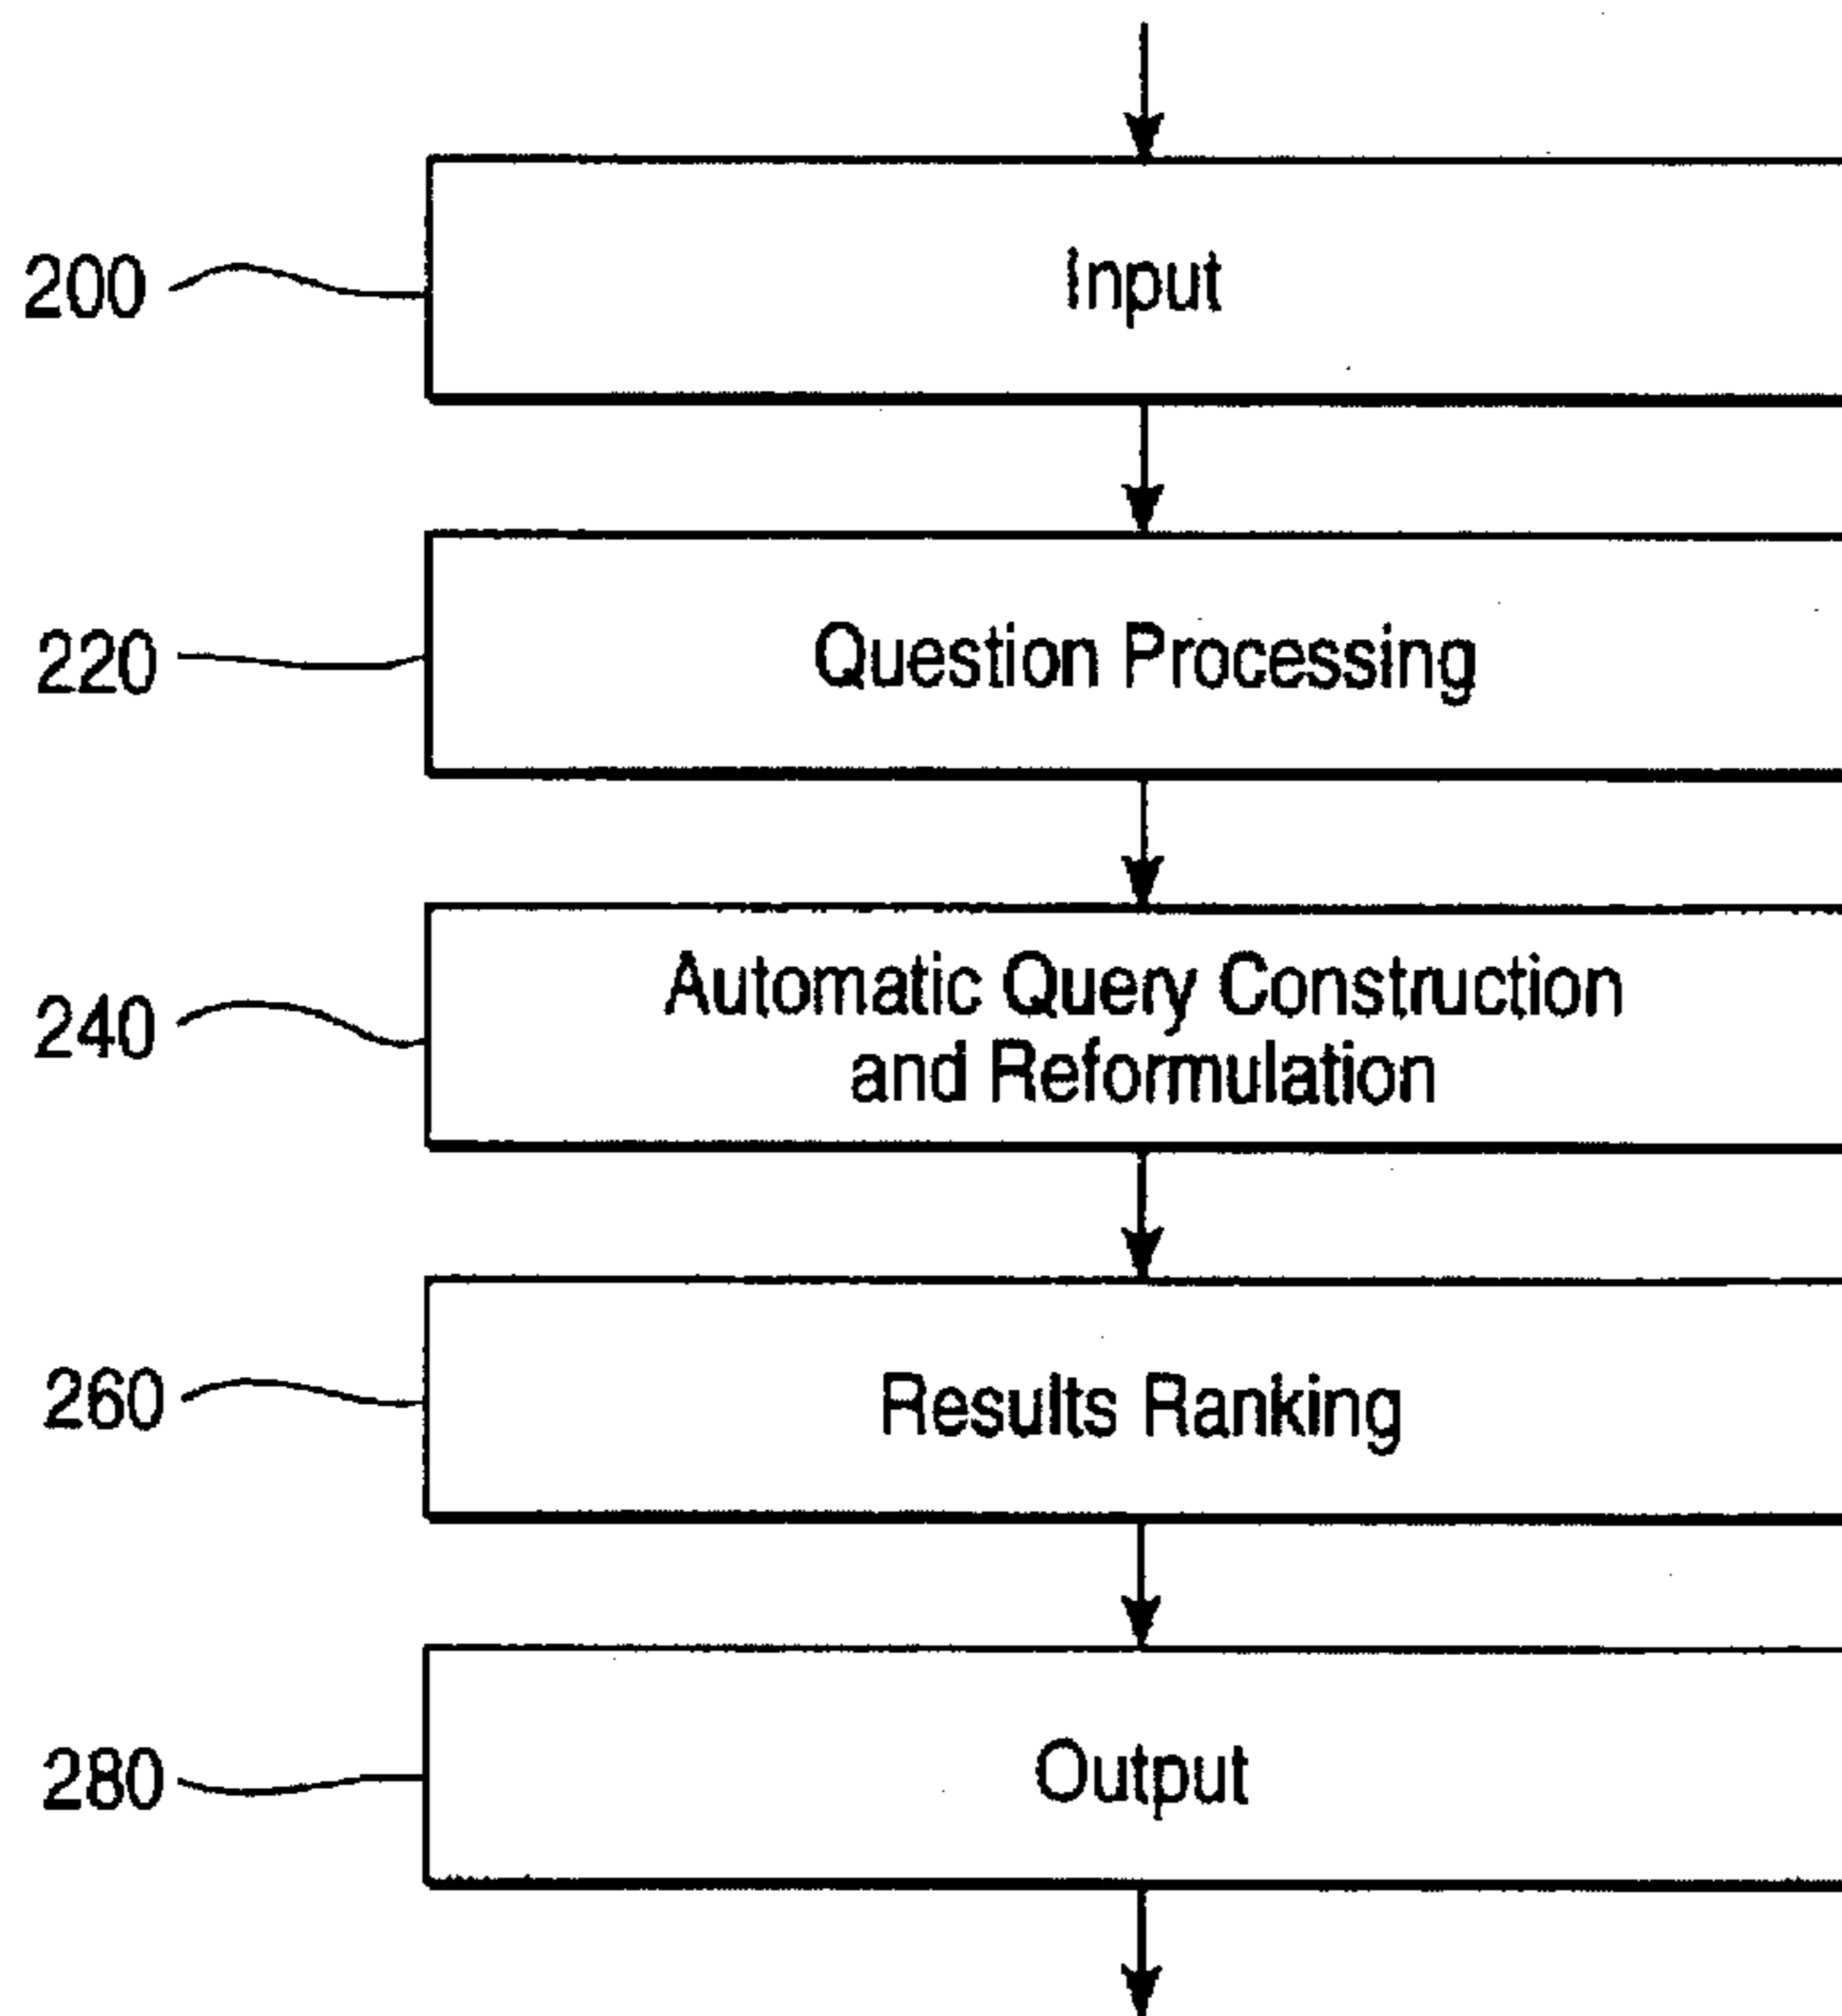 200
Input
220
Question Processing
240
Automatic Query Construction
and Reformulation
260
Results Ranking
280
Output